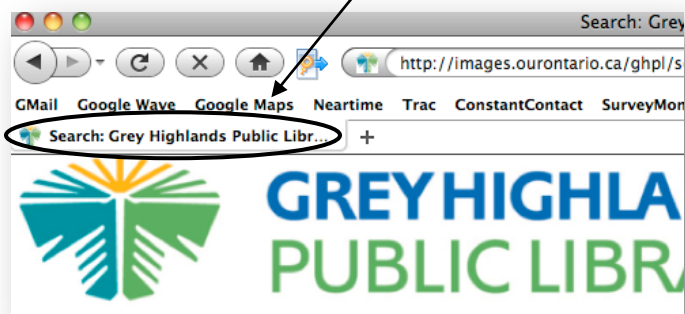 Search: Grey
http://images.ourontario.ca/ghpl/s
GMail Google Wave Google Maps Neartime Trac ConstantContact SurveyMon
Search: Grey Highlands Public Libr...
GREY HIGHLA
PUBLIC LIBRA